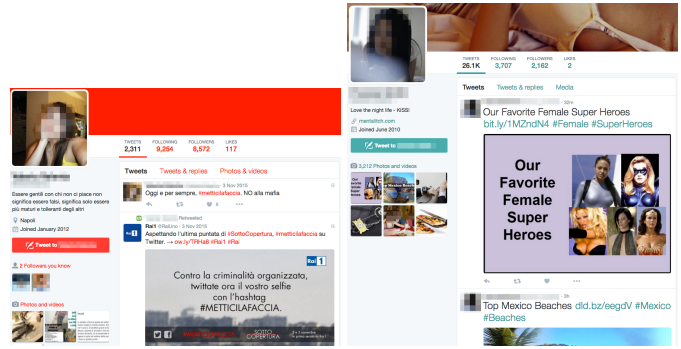 TWEETS FOLLOWING FOLLOWERS LIKES
2,311 9,254 8,572 117
Essere gentili con chi non ci piace non
significa essere falsi, significa solo essere
più maturi e tolleranti degli altri
Napoli
Joined January 2012
Tweet to
2 Followers you know
Photos and videos
Tweets Tweets & replies Photos & videos
3 Nov 2015
Oggi e per sempre, #metticilafaccia. NO alla mafia
6
Retweeted
Rai1 @RaiUno · 3 Nov 2015
Aspettando l'ultima puntata di #SottoCopertura, #metticilafaccia su
Twitter. → ow.ly/TRHa8 #Rai1 #Rai
Rai 1
Contro la criminalità organizzata,
twittate ora il vostro selfie
con l'hashtag
#METTICILAFACCIA.
SOTTO
COPERTURA
TWEETS FOLLOWING FOLLOWERS LIKES
26.1K 3,707 2,162 2
Love the night life - KISS!
mensitch.com
Joined June 2010
Tweet to
3,212 Photos and videos
Tweets Tweets & replies Media
Our Favorite Female Super Heroes
bit.ly/1MZndN4 #Female #SuperHeroes
Our
Favorite
Female
Super
Heroes
Top Mexico Beaches dld.bz/eegdV #Mexico
#Beaches